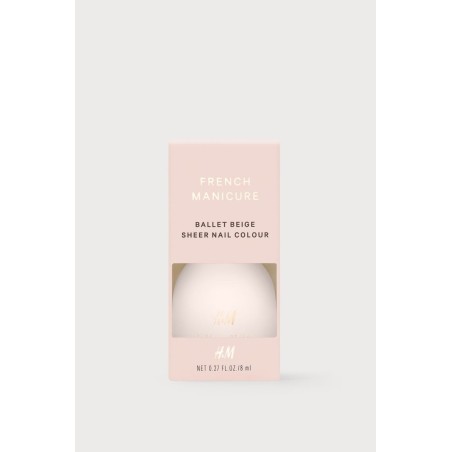 FRENCH
MANICURE
BALLET BEIGE
SHEER NAIL COLOUR
H&M
H&M
NET 0.27 FL.OZ.(8 ml)